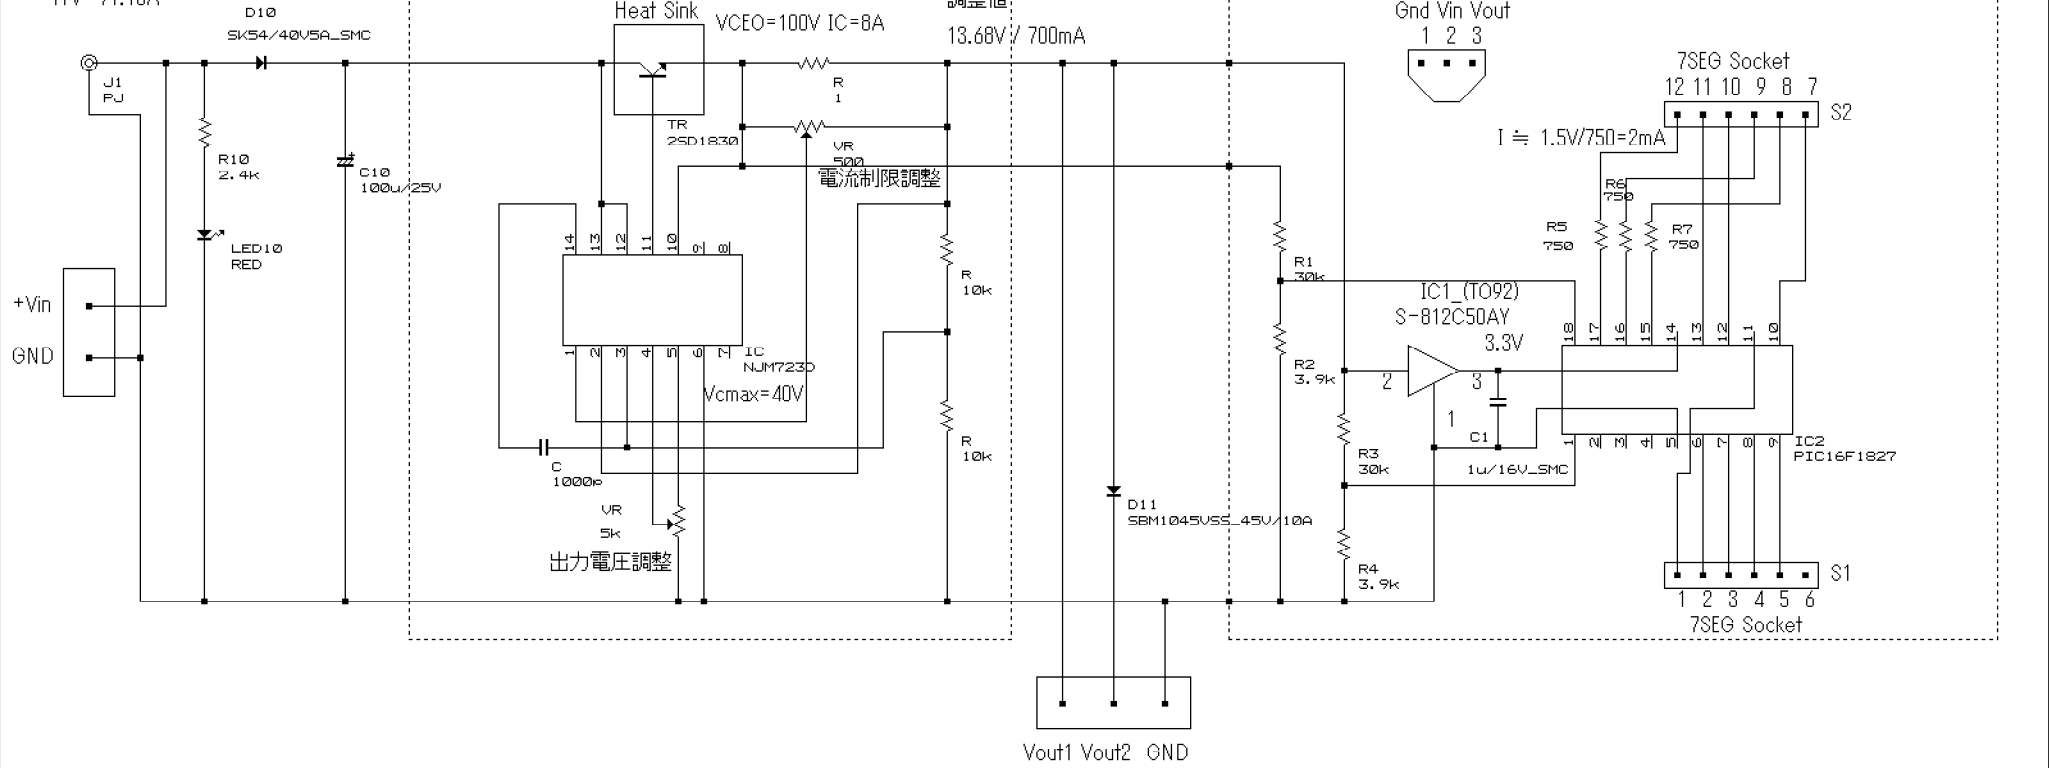 D10
SK54/40V5A_SMC
Heat Sink
VCEO=100V IC=8A
調整値
13.68V / 700mA
Gnd Vin Vout
1 2 3
7SEG Socket
12 11 10 9 8 7
S2
J1
PJ
R
1
TR
2SD1830
VR
500
電流制限調整
I ≒ 1.5V/750=2mA
R10
2.4k
C10
100u/25V
R6
750
R5
750
R7
750
LED10
RED
14 13 12 11 10 9 8
R
10k
R1
30k
IC1_(TO92)
S-812C50AY
3.3V
+Vin
GND
18 17 16 15 14 13 12 11 10
1 2 3 4 5 6 7
IC
NJM723D
Vcmax=40V
R2
3.9k
2
3
1
C1
1u/16V_SMC
1 2 3 4 5 6 7 8 9
IC2
PIC16F1827
R
10k
R3
30k
C
1000p
VR
5k
出力電圧調整
D11
SBM1045VSS_45V/10A
R4
3.9k
S1
1 2 3 4 5 6
7SEG Socket
Vout1 Vout2 GND